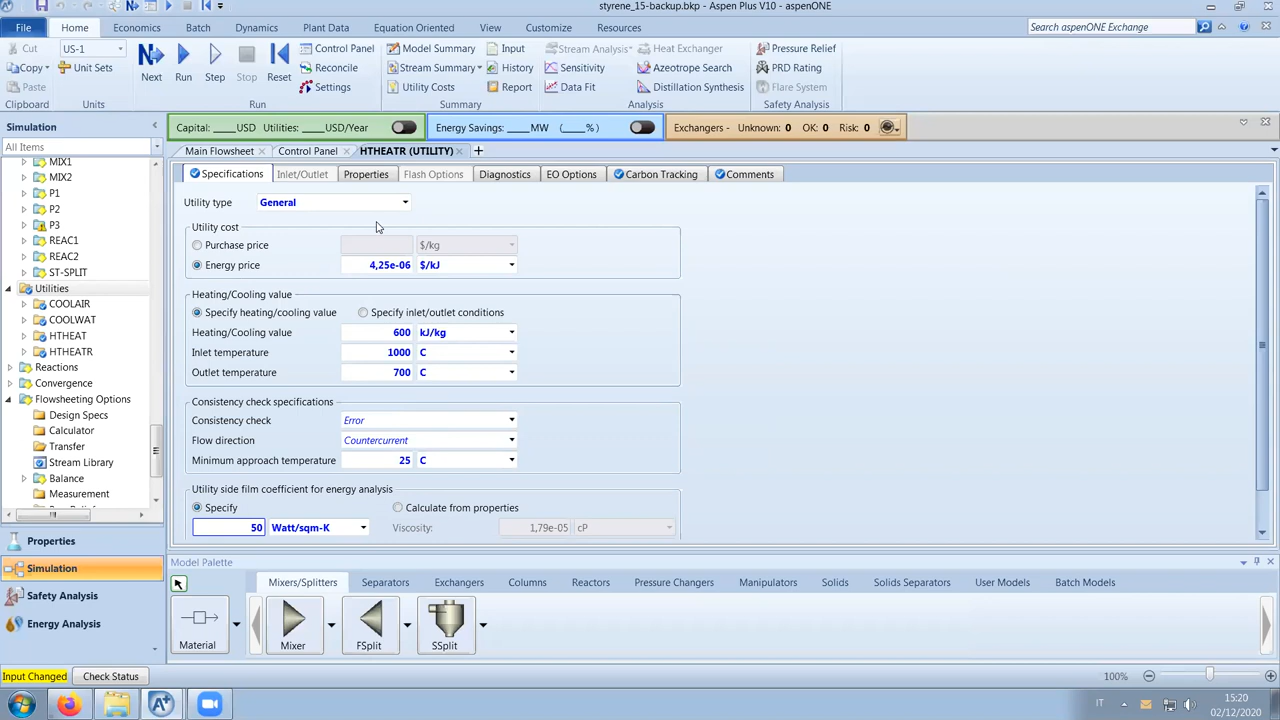 styrene_15-backup.bkp - Aspen Plus V10 - aspenONE
File Home Economics Batch Dynamics Plant Data Equation Oriented View Customize Resources Search aspenONE Exchange
Cut US-1 Control Panel Model Summary Input Stream Analysis Heat Exchanger Pressure Relief
Copy Unit Sets Next Run Step Stop Reset Reconcile Stream Summary History Sensitivity Azeotrope Search PRD Rating
Paste Settings Utility Costs Report Data Fit Distillation Synthesis Flare System
Clipboard Units Run Summary Analysis Safety Analysis
Simulation Capital: ____USD Utilities: ____USD/Year Energy Savings: ____MW (____%) Exchangers - Unknown: 0 OK: 0 Risk: 0
All Items Main Flowsheet Control Panel HTHEATR (UTILITY)
MIX1
MIX2
P1
P2
P3
REAC1
REAC2
ST-SPLIT
Utilities
COOLAIR
COOLWAT
HTHEAT
HTHEATR
Reactions
Convergence
Flowsheeting Options
Design Specs
Calculator
Transfer
Stream Library
Balance
Measurement
Properties
Simulation
Safety Analysis
Energy Analysis
Specifications Inlet/Outlet Properties Flash Options Diagnostics EO Options Carbon Tracking Comments
Utility type General
Utility cost
Purchase price $/kg
Energy price 4,25e-06 $/kJ
Heating/Cooling value
Specify heating/cooling value Specify inlet/outlet conditions
Heating/Cooling value 600 kJ/kg
Inlet temperature 1000 C
Outlet temperature 700 C
Consistency check specifications
Consistency check Error
Flow direction Countercurrent
Minimum approach temperature 25 C
Utility side film coefficient for energy analysis
Specify Calculate from properties
50 Watt/sqm-K Viscosity: 1,79e-05 cP
Model Palette
Mixers/Splitters Separators Exchangers Columns Reactors Pressure Changers Manipulators Solids Solids Separators User Models Batch Models
Material Mixer FSplit SSplit
Input Changed Check Status 100%
IT 15:20
02/12/2020